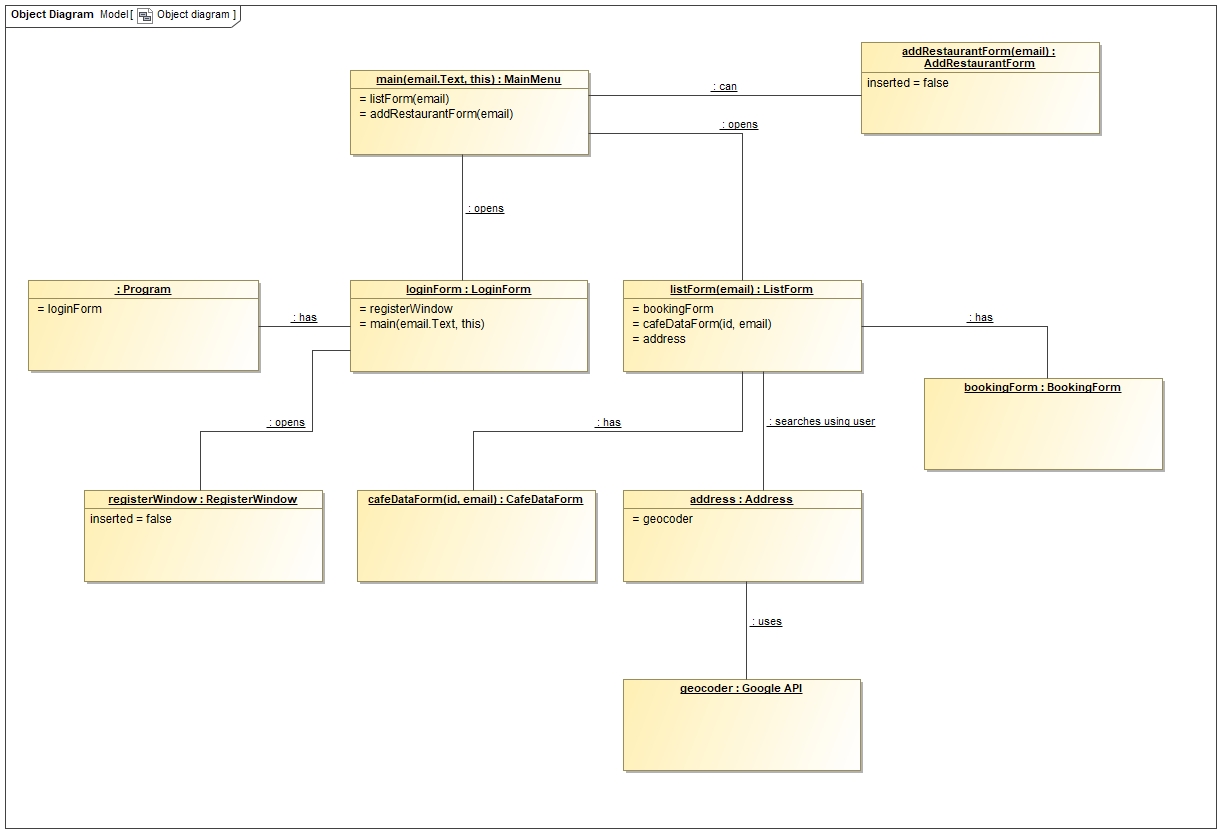 Object Diagram Model[ Object diagram ]
addRestaurantForm(email) :
AddRestaurantForm
inserted = false
main(email.Text, this) : MainMenu
= listForm(email)
= addRestaurantForm(email)
: can
: opens
: opens
: Program
= loginForm
: has
loginForm : LoginForm
= registerWindow
= main(email.Text, this)
listForm(email) : ListForm
= bookingForm
= cafeDataForm(id, email)
= address
: has
bookingForm : BookingForm
: opens
: has
: searches using user
registerWindow : RegisterWindow
inserted = false
cafeDataForm(id, email) : CafeDataForm
address : Address
= geocoder
: uses
geocoder : Google API